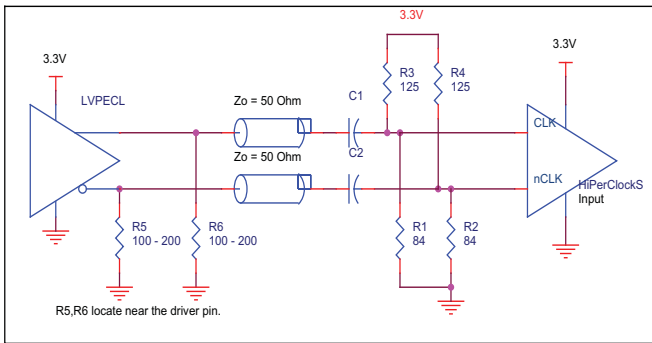 3.3V
3.3V
3.3V
LVPECL
R3
125
R4
125
Zo = 50 Ohm
C1
CLK
Zo = 50 Ohm
C2
nCLK
HiPerClockS
Input
R5
100 - 200
R6
100 - 200
R1
84
R2
84
R5,R6 locate near the driver pin.